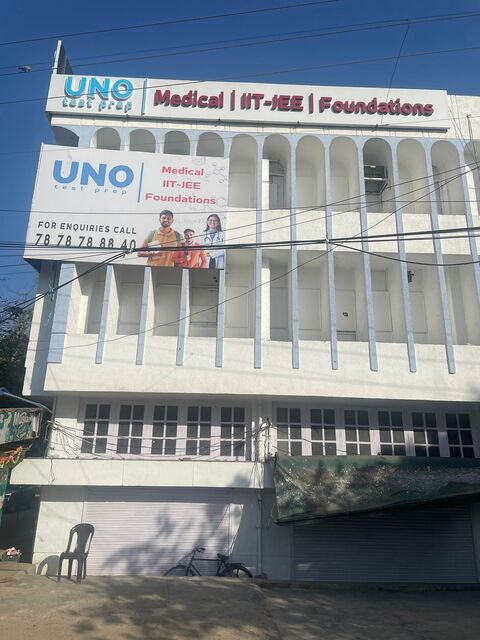 UNO
test prep
Medical | IIT-JEE | Foundations
UNO
test prep
Medical
IIT-JEE
Foundations
FOR ENQUIRIES CALL
78 78 78 88 40